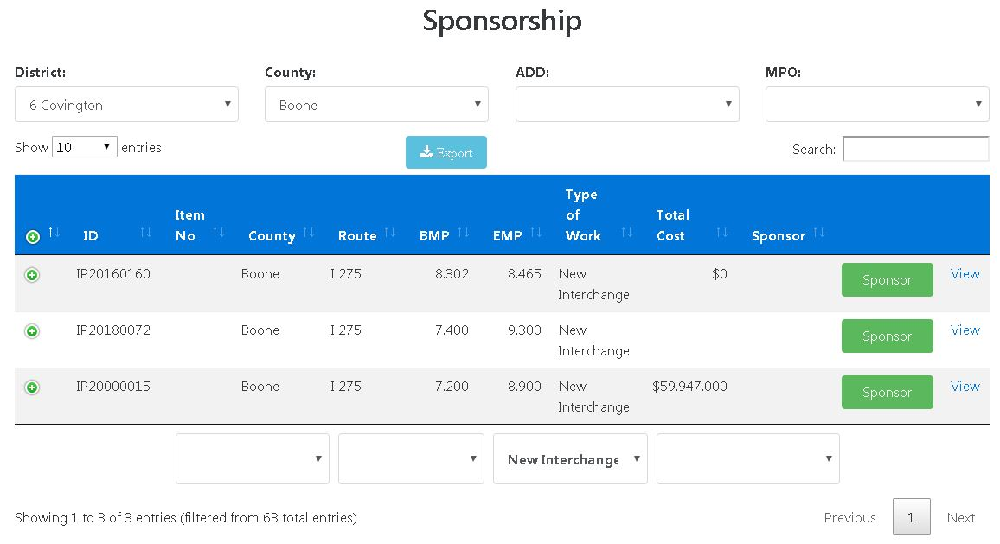 Sponsorship
District: County: ADD: MPO:
6 Covington Boone
Show 10 entries Export Search:
Type
Item of Total
ID No County Route BMP EMP Work Cost Sponsor
IP20160160 Boone I 275 8.302 8.465 New $0 Sponsor View
Interchange
IP20180072 Boone I 275 7.400 9.300 New Sponsor View
Interchange
IP20000015 Boone I 275 7.200 8.900 New $59,947,000 Sponsor View
Interchange
New Interchange
Showing 1 to 3 of 3 entries (filtered from 63 total entries) Previous 1 Next